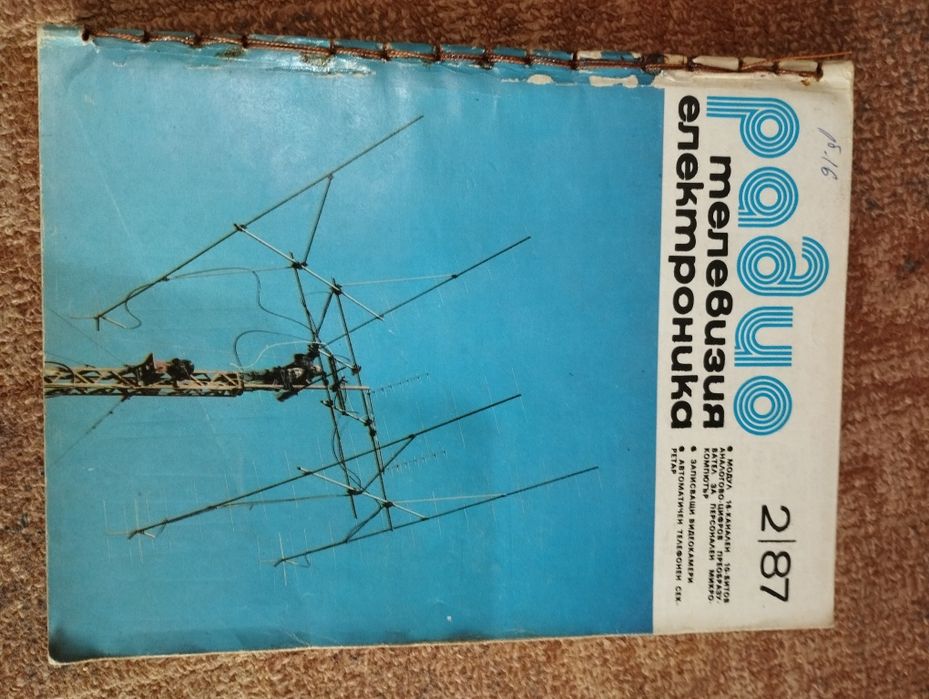 радио
телевизия
електроника
2|87
● МОДУЛ 16-КАНАЛЕН 16-БИТОВ
АНАЛОГОВО-ЦИФРОВ ПРЕОБРАЗУ-
ВАТЕЛ ЗА ПЕРСОНАЛЕН МИКРО-
КОМПЮТЪР
● ЗАПИСВАЩИ ВИДЕОКАМЕРИ
● АВТОМАТИЧЕН ТЕЛЕФОНЕН СЕК-
РЕТАР